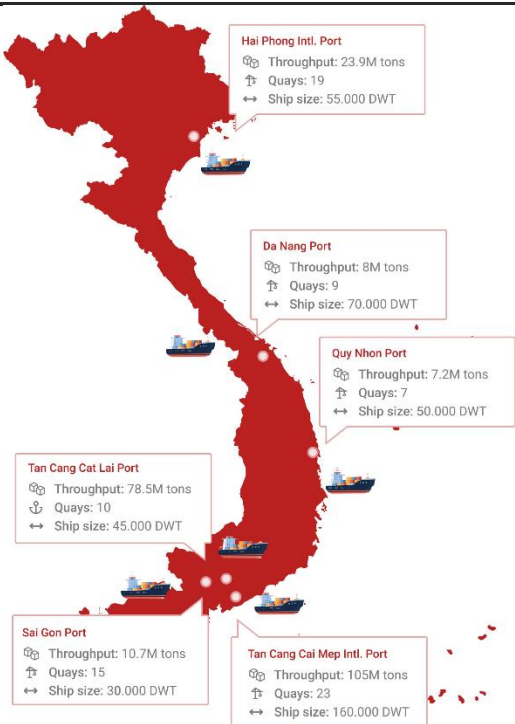 Hai Phong Intl. Port
Throughput: 23.9M tons
Quays: 19
Ship size: 55.000 DWT
Da Nang Port
Throughput: 8M tons
Quays: 9
Ship size: 70.000 DWT
Quy Nhon Port
Throughput: 7.2M tons
Quays: 7
Ship size: 50.000 DWT
Tan Cang Cat Lai Port
Throughput: 78.5M tons
Quays: 10
Ship size: 45.000 DWT
Sai Gon Port
Throughput: 10.7M tons
Quays: 15
Ship size: 30.000 DWT
Tan Cang Cai Mep Intl. Port
Throughput: 105M tons
Quays: 23
Ship size: 160.000 DWT